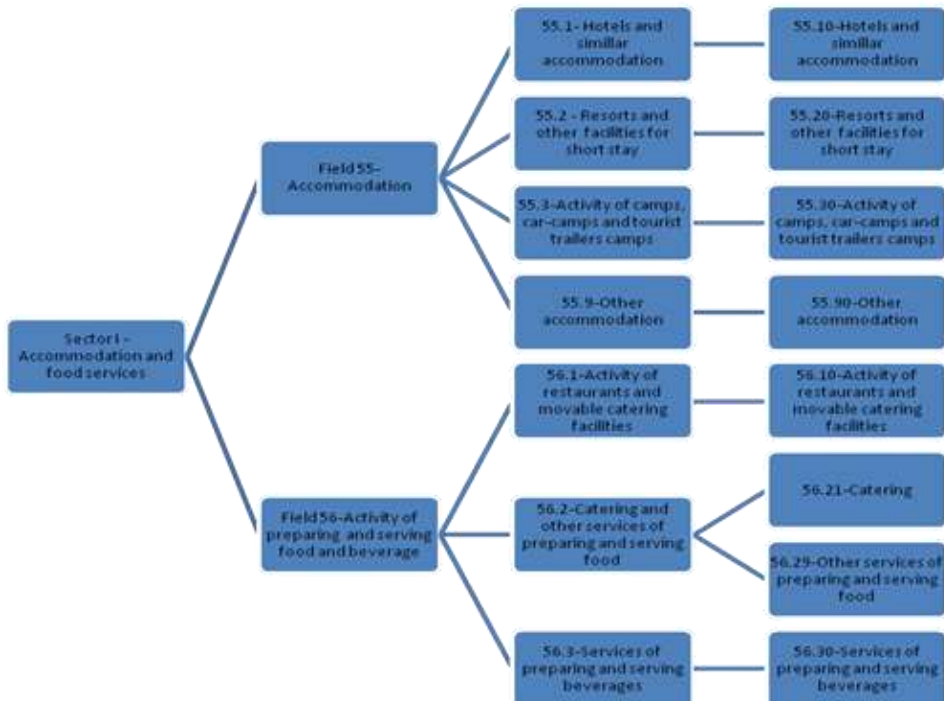 Sector I –
Accommodation and
food services
Field 55–
Accommodation
55.1- Hotels and
simillar
accommodation
55.10-Hotels and
simillar
accommodation
55.2 - Resorts and
other facilities for
short stay
55.20-Resorts and
other facilities for
short stay
55.3-Activity of camps,
car-camps and tourist
trailers camps
55.30-Activity of
camps, car-camps and
tourist trailers camps
55.9-Other
accommodation
55.90-Other
accommodation
Field 56-Activity of
preparing and serving
food and beverage
56.1-Activity of
restaurants and
movable catering
facilities
56.10-Activity of
restaurants and
movable catering
facilities
56.2-Catering and
other services of
preparing and serving
food
56.21-Catering
56.29-Other services of
preparing and serving
food
56.3-Services of
preparing and serving
beverages
56.30-Services of
preparing and serving
beverages